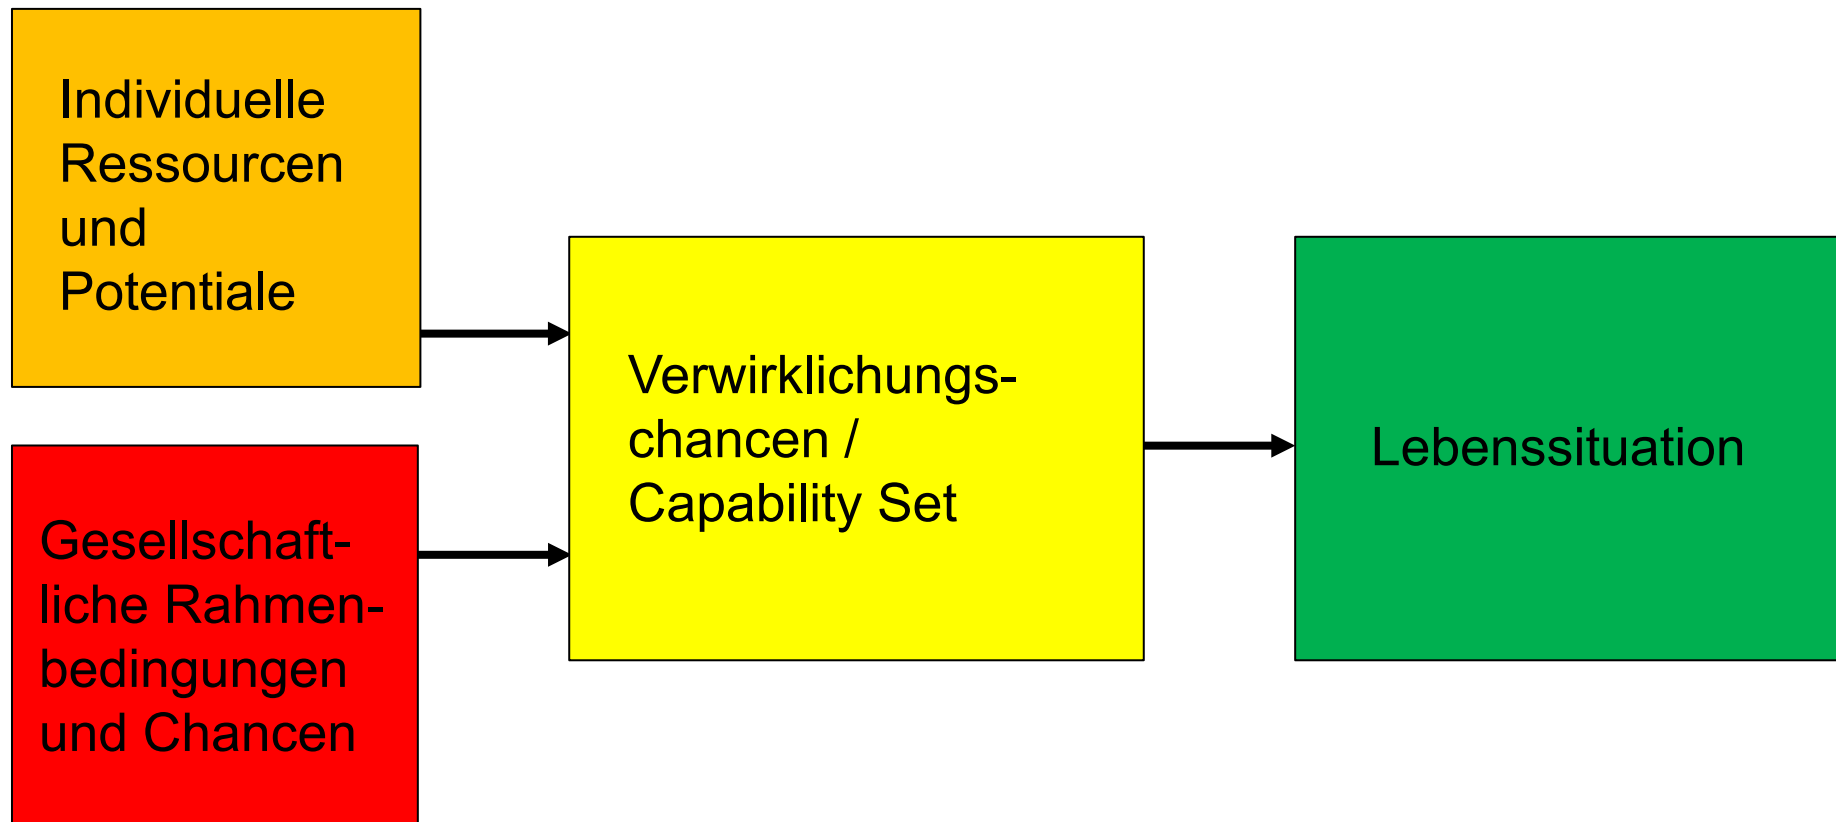 Individuelle
Ressourcen
und
Potentiale
Gesellschaft-
liche Rahmen-
bedingungen
und Chancen
Verwirklichungs-
chancen /
Capability Set
Lebenssituation